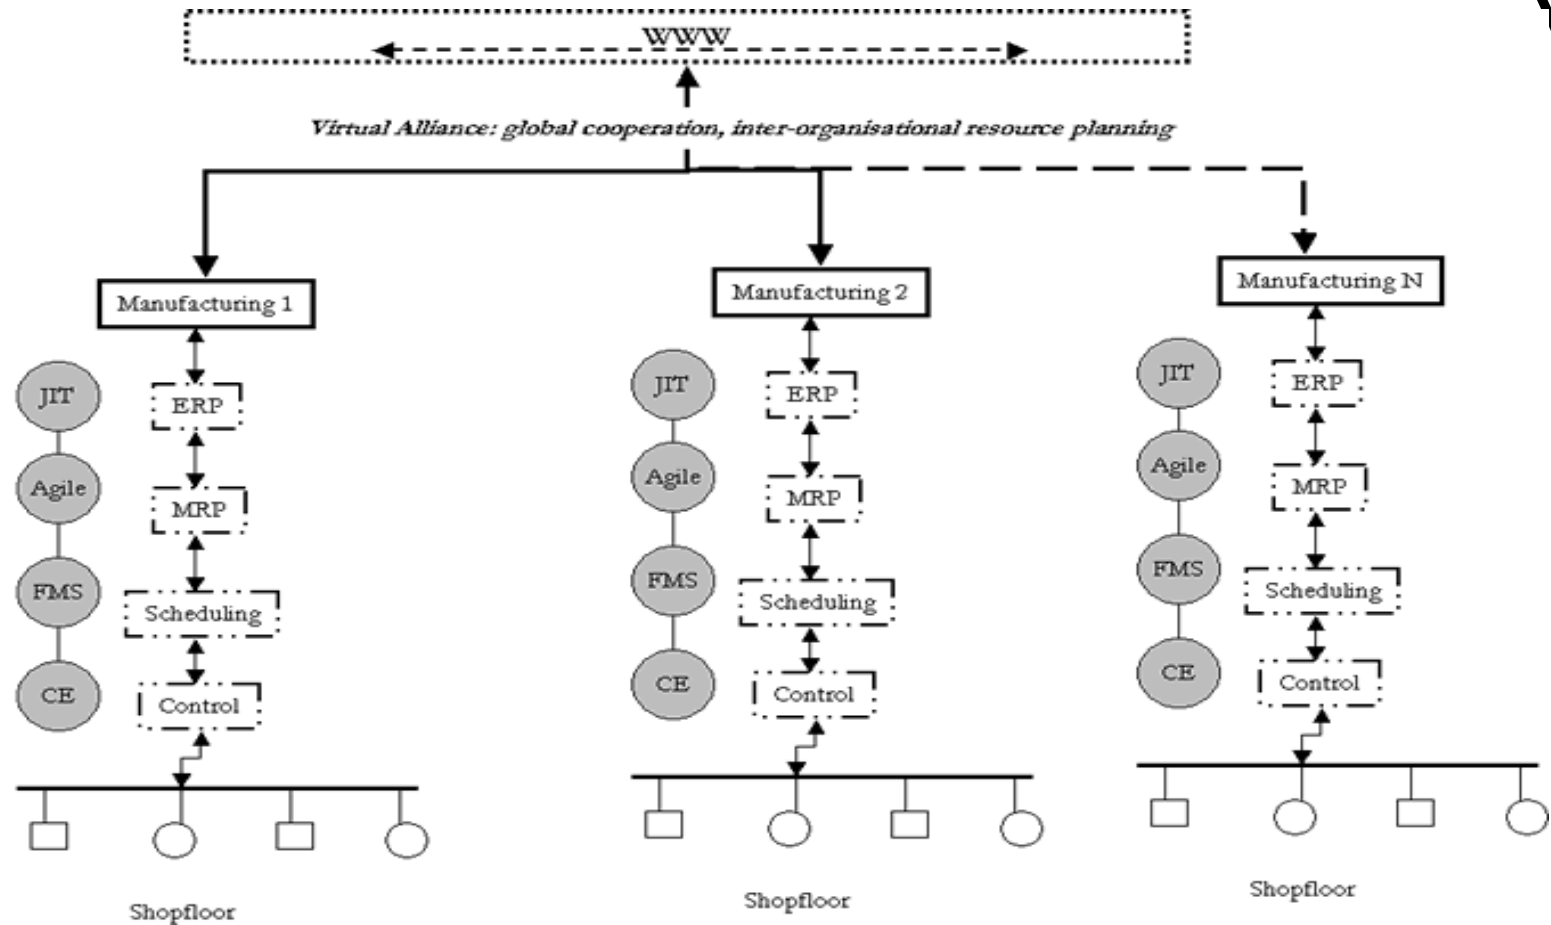 WWW
Virtual Alliance: global cooperation, inter-organisational resource planning
Manufacturing 1
JIT
ERP
Agile
MRP
FMS
Scheduling
CE
Control
Shopfloor
Manufacturing 2
JIT
ERP
Agile
MRP
FMS
Scheduling
CE
Control
Shopfloor
Manufacturing N
JIT
ERP
Agile
MRP
FMS
Scheduling
CE
Control
Shopfloor